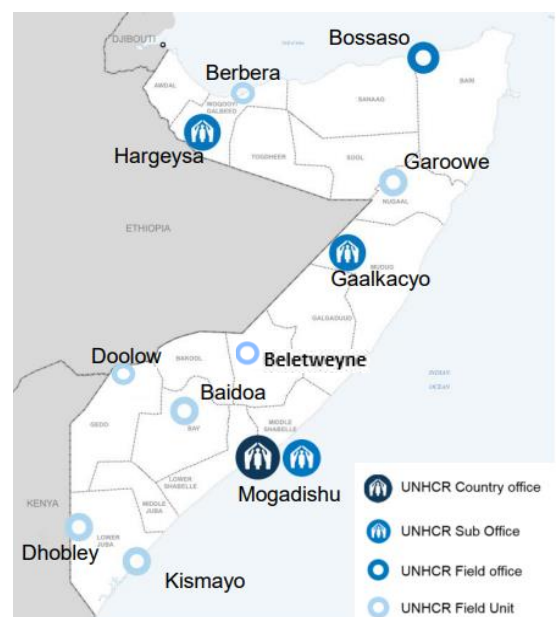 DJIBOUTI
Bossaso
Berbera
AWDAL
WOQOOYI
GALBEED
SANAAG
BARI
Hargeysa
TOGDHEER
SOOL
Garoowe
NUGAAL
ETHIOPIA
MUDUG
Gaalkacyo
GALGADUUD
Doolow
BAKOOL
Beletweyne
INDIAN
OCEAN
Baidoa
GEDO
BAY
MIDDLE
SHABELLE
LOWER
SHABELLE
Mogadishu
KENYA
MIDDLE
JUBA
Dhobley
LOWER
JUBA
Kismayo
UNHCR Country office
UNHCR Sub Office
UNHCR Field office
UNHCR Field Unit